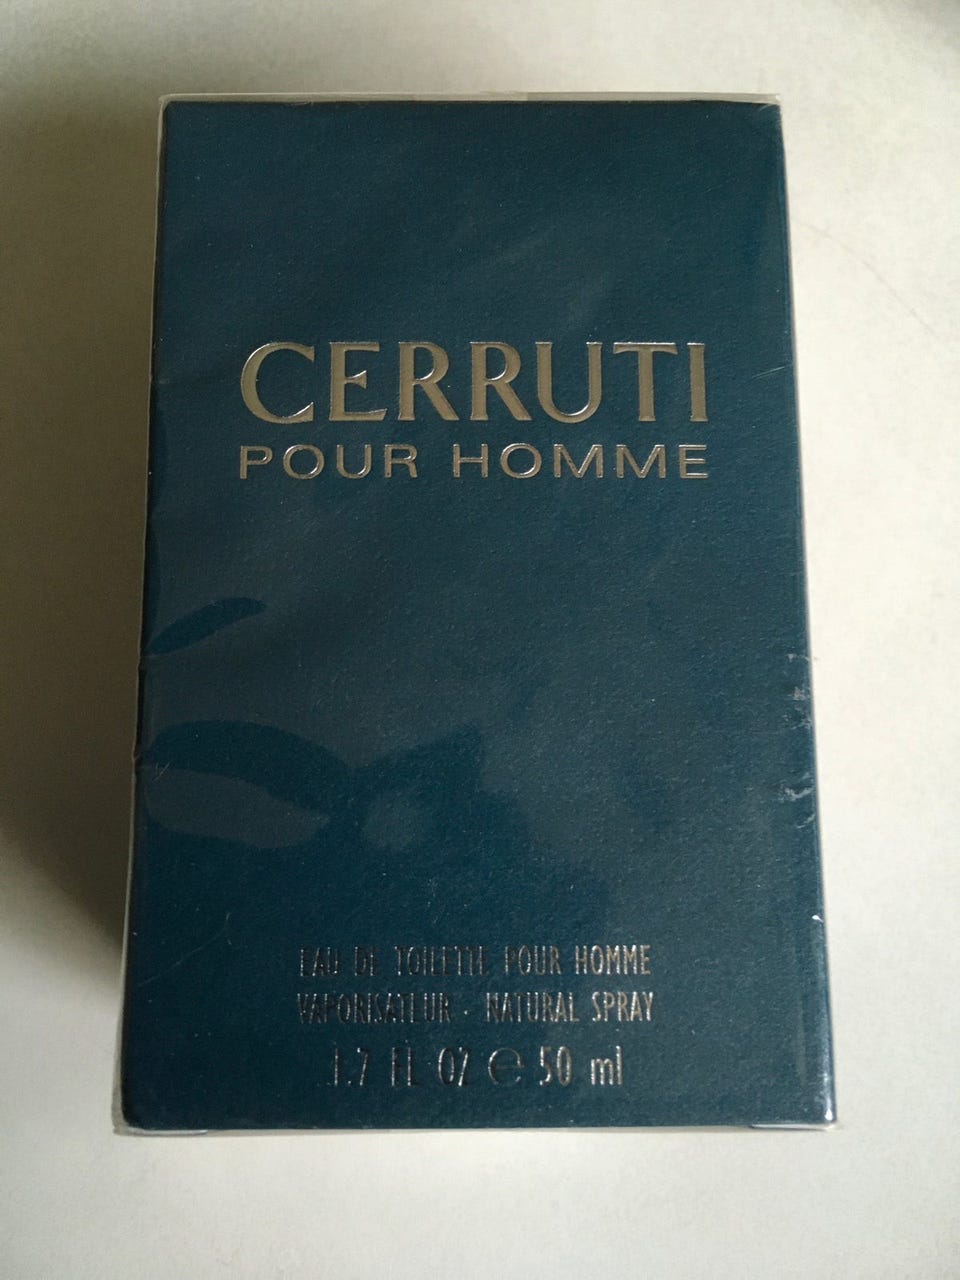 CERRUTI
POUR HOMME
EAU DE TOILETTE POUR HOMME
VAPORISATEUR - NATURAL SPRAY
1.7 FL OZ ℮ 50 ml